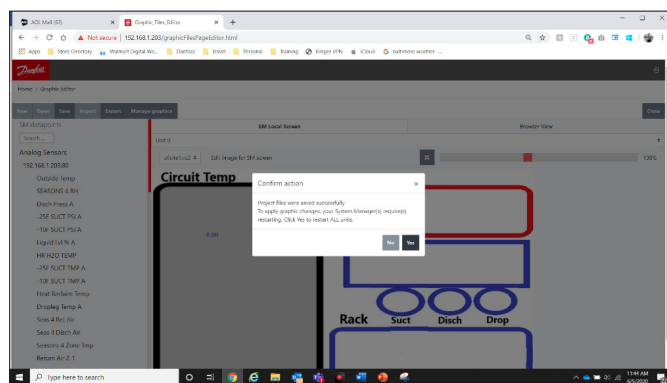 AOL Mail (65)
Graphic_Files_Editor
Not secure | 192.168.1.203/graphicFilesPageEditor.html
Apps
Store Directory
Walmart Digital Wo...
Danfoss
Travel
Personal
Training
Kroger VPN
iCloud
baltimore weather ...
Danfoss
Home / Graphic Editor
New Open Save Import Export Manage graphics
Close
SM datapoints
SM Local Screen
Browser View
Search ...
Unit 0
Analog Sensors
Edit image for SM screen
130%
192.168.1.203:80
Outside Temp
SEASONS 4 RH
Disch Press A
-25F SUCT PSI A
-10F SUCT PSI A
Liquid Lvl % A
HR H2O TEMP
-25F SUCT TMP A
-10F SUCT TMP A
Heat Reclaim Temp
Dropleg Temp A
Seas 4 Ret Air
Seas 4 Disch Air
Seasons 4 Zone Tmp
Return Air 2 1
Circuit Temp
0.00
Confirm action
Project files were saved successfully
To apply graphic changes, your System Manager(s) require(s)
restarting. Click Yes to restart ALL units.
No
Yes
Rack
Suct
Disch
Drop
Type here to search
11:44 AM
6/5/2020